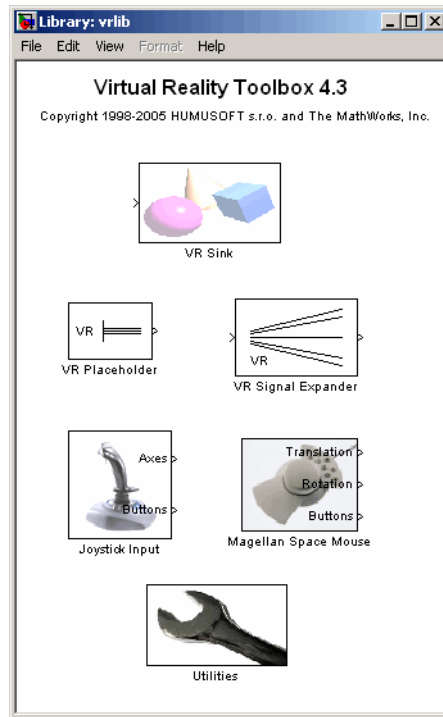 Library: vrlib
File Edit View Format Help
Virtual Reality Toolbox 4.3
Copyright 1998-2005 HUMUSOFT s.r.o. and The MathWorks, Inc.
VR Sink
VR
VR Placeholder
VR
VR Signal Expander
Axes
Buttons
Joystick Input
Translation
Rotation
Buttons
Magellan Space Mouse
Utilities